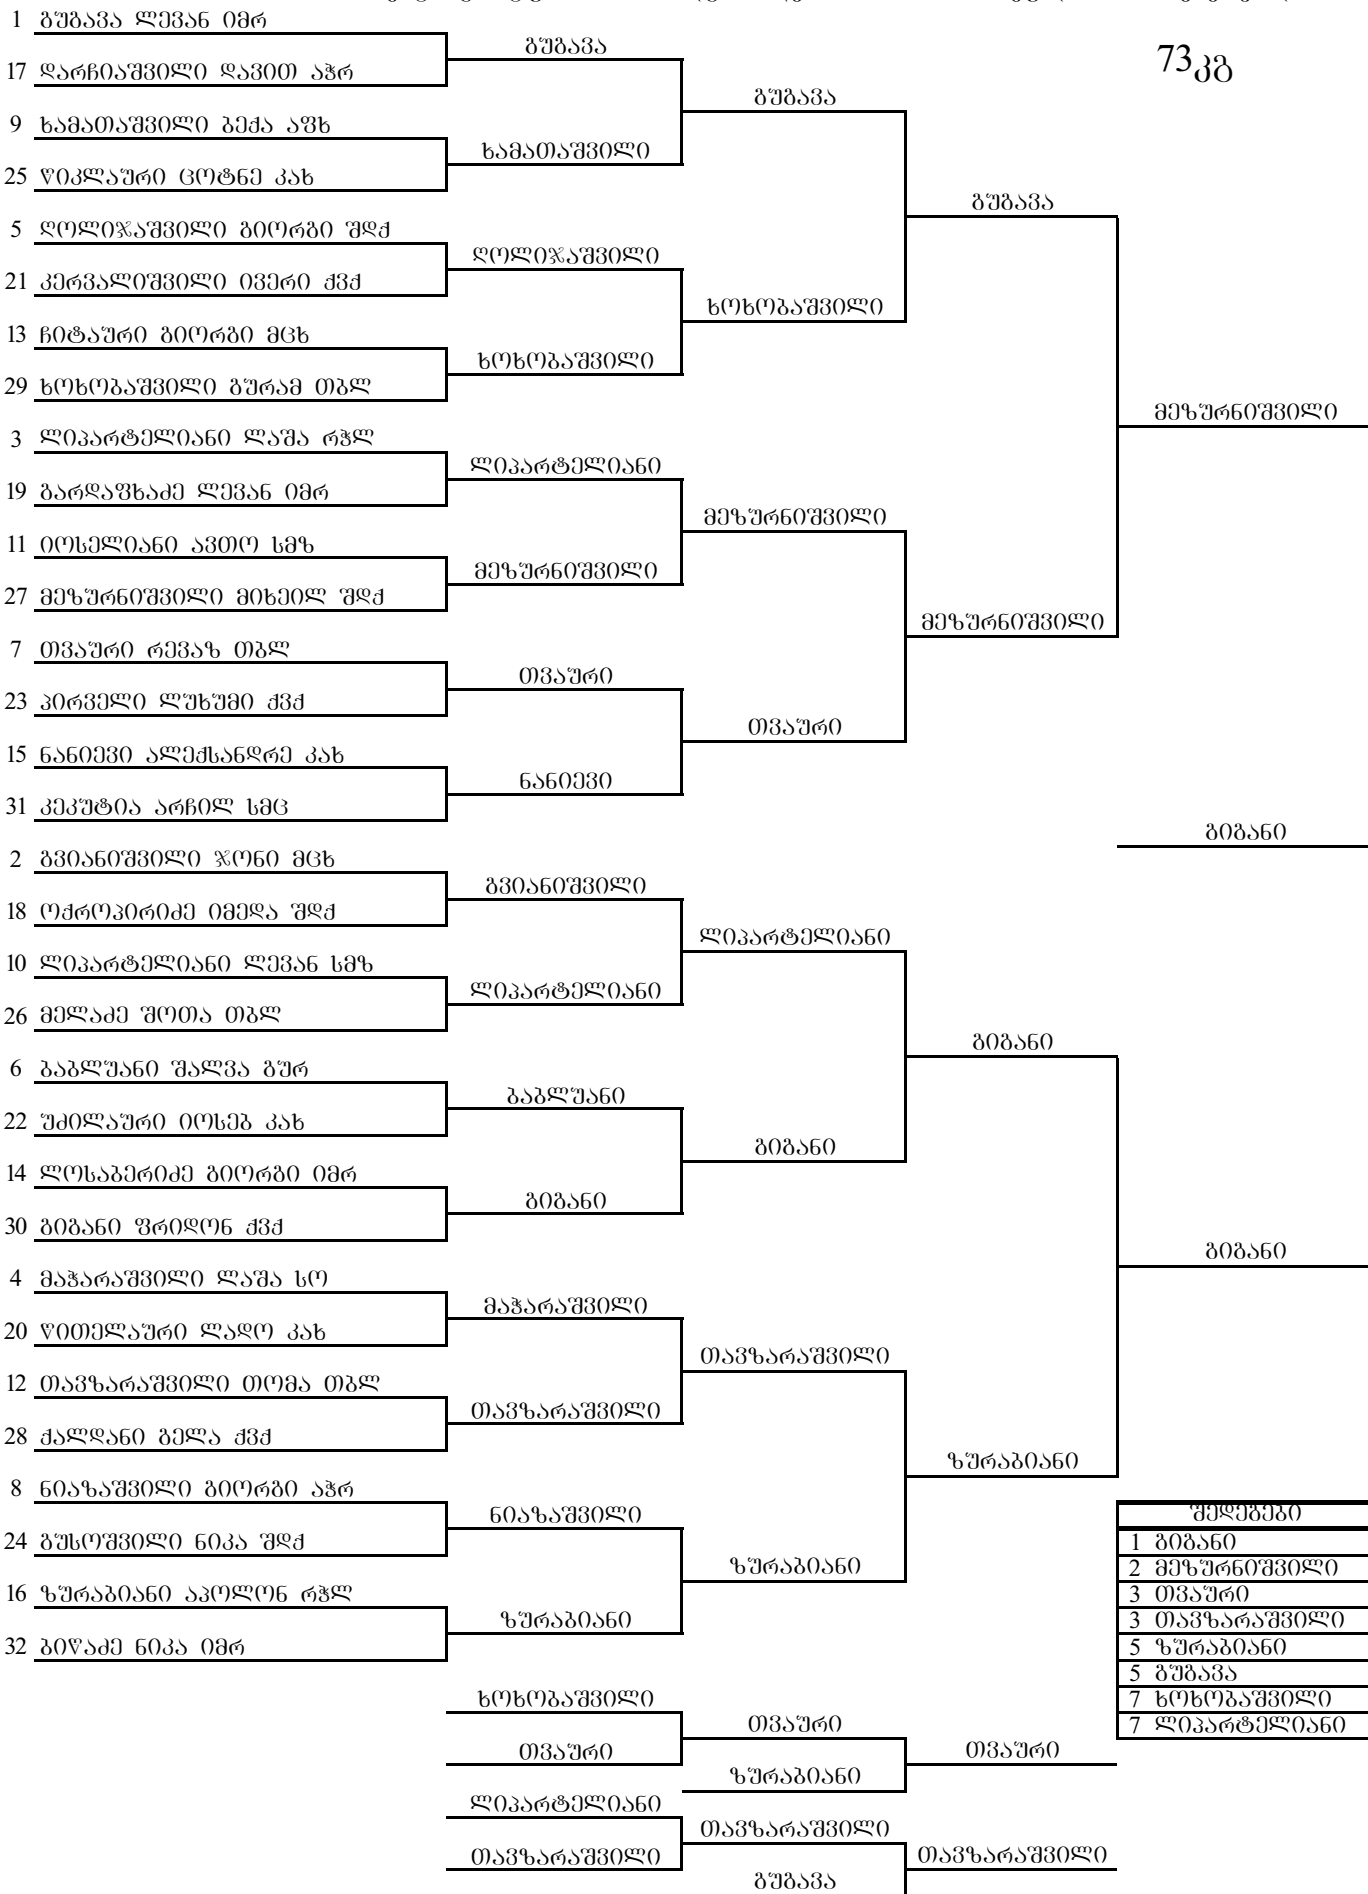 73კგ
1 გუგავა ლევან იმრ
17 დარჩიაშვილი დავით აჭრ
9 ხამათაშვილი ბექა აფხ
25 წიკლაური ცოტნე კახ
5 ღოლიჯაშვილი გიორგი შდქ
21 კერვალიშვილი ივერი ქვქ
13 ჩიტაური გიორგი მცხ
29 ხოხობაშვილი გურამ თბლ
3 ლიპარტელიანი ლაშა რჭლ
19 გარდაფხაძე ლევან იმრ
11 იოსელიანი ავთო სმზ
27 მეზურნიშვილი მიხეილ შდქ
7 თვაური რევაზ თბლ
23 პირველი ლუხუმი ქვქ
15 ნანიევი ალექსანდრე კახ
31 კეკუტია არჩილ სმც
2 გვიანიშვილი ჯონი მცხ
18 ოქროპირიძე იმედა შდქ
10 ლიპარტელიანი ლევან სმზ
26 მელაძე შოთა თბლ
6 ბაბლუანი შალვა გურ
22 უძილაური იოსებ კახ
14 ლოსაბერიძე გიორგი იმრ
30 გიგანი ფრიდონ ქვქ
4 მაჭარაშვილი ლაშა სო
20 წითელაური ლადო კახ
12 თავზარაშვილი თომა თბლ
28 ქალდანი გელა ქვქ
8 ნიაზაშვილი გიორგი აჭრ
24 გუსოშვილი ნიკა შდქ
16 ზურაბიანი აპოლონ რჭლ
32 ბიწაძე ნიკა იმრ
გუგავა
ხამათაშვილი
ღოლიჯაშვილი
ხოხობაშვილი
ლიპარტელიანი
მეზურნიშვილი
თვაური
ნანიევი
გვიანიშვილი
ლიპარტელიანი
ბაბლუანი
გიგანი
მაჭარაშვილი
თავზარაშვილი
ნიაზაშვილი
ზურაბიანი
გუგავა
ხოხობაშვილი
მეზურნიშვილი
თვაური
ლიპარტელიანი
გიგანი
თავზარაშვილი
ზურაბიანი
გუგავა
მეზურნიშვილი
გიგანი
ზურაბიანი
მეზურნიშვილი
გიგანი
გიგანი
ხოხობაშვილი
თვაური
ლიპარტელიანი
თავზარაშვილი
თვაური
ზურაბიანი
თავზარაშვილი
გუგავა
თვაური
თავზარაშვილი
შედეგები
1 გიგანი
2 მეზურნიშვილი
3 თვაური
3 თავზარაშვილი
5 ზურაბიანი
5 გუგავა
7 ხოხობაშვილი
7 ლიპარტელიანი